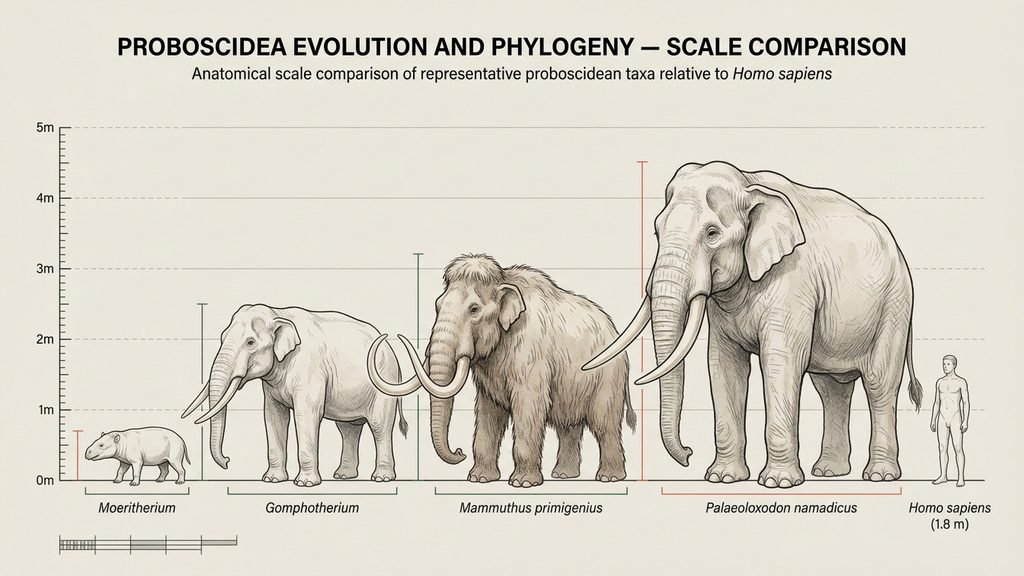 PROBOSCIDEA EVOLUTION AND PHYLOGENY — SCALE COMPARISON
Anatomical scale comparison of representative proboscidean taxa relative to Homo sapiens
5m
4m
3m
2m
1m
0m
Moeritherium
Gomphotherium
Mammuthus primigenius
Palaeoloxodon namadicus
Homo sapiens
(1.8 m)